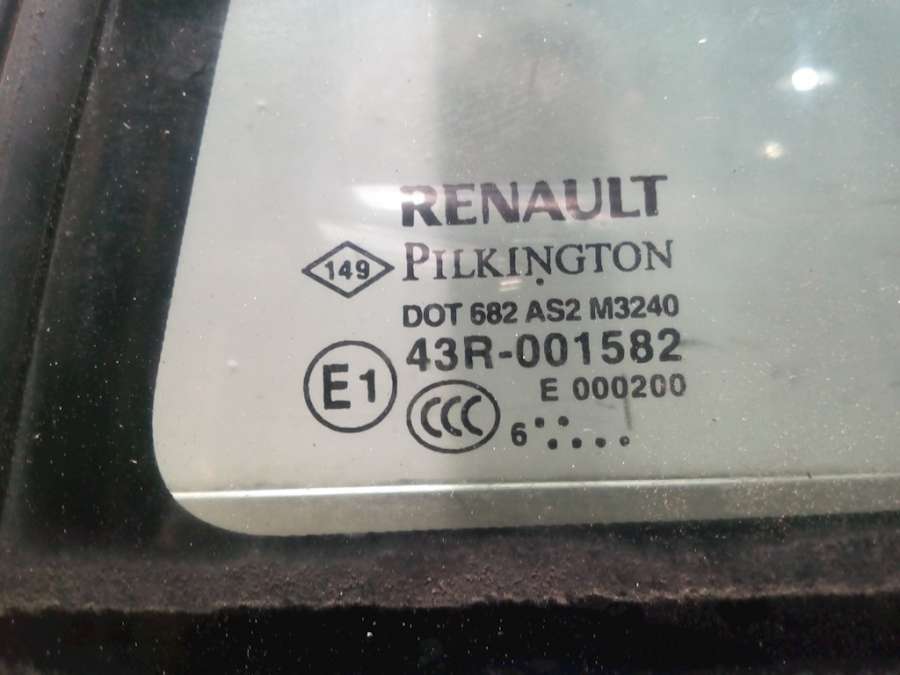 RENAULT
149 PILKINGTON
DOT 682 AS2 M3240
E1 43R-001582
E 000200
CCC 6